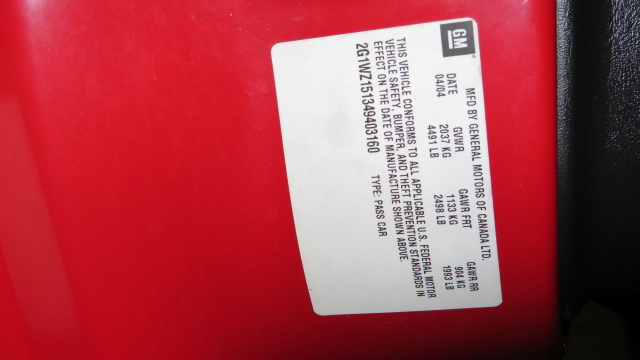 GM
MFD BY GENERAL MOTORS OF CANADA LTD.
DATE GVWR GAWR FRT GAWR RR
04/04 2037 KG 1133 KG 904 KG
4491 LB 2498 LB 1993 LB
THIS VEHICLE CONFORMS TO ALL APPLICABLE U.S. FEDERAL MOTOR
VEHICLE SAFETY, BUMPER, AND THEFT PREVENTION STANDARDS IN
EFFECT ON THE DATE OF MANUFACTURE SHOWN ABOVE.
2G1WZ151349403160 TYPE: PASS CAR